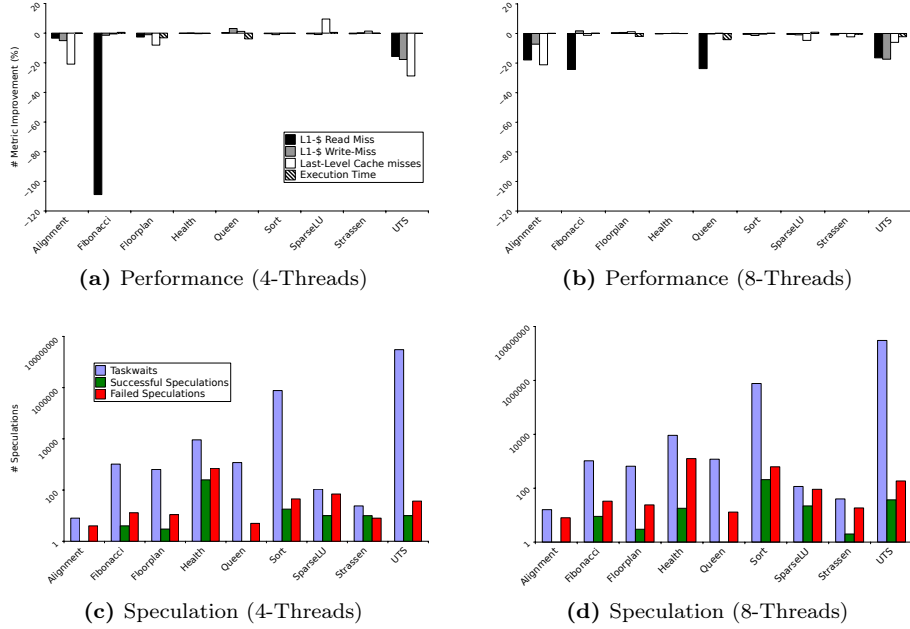 # Metric Improvement (%)
20
0
−20
−40
−60
−80
−100
−120
L1-$ Read Miss
L1-$ Write-Miss
Last-Level Cache misses
Execution Time
Alignment
Fibonacci
Floorplan
Health
Queen
Sort
SparseLU
Strassen
UTS
(a) Performance (4-Threads)
20
0
−20
−40
−60
−80
−100
−120
Alignment
Fibonacci
Floorplan
Health
Queen
Sort
SparseLU
Strassen
UTS
(b) Performance (8-Threads)
# Speculations
100000000
1000000
10000
100
1
Taskwaits
Successful Speculations
Failed Speculations
Alignment
Fibonacci
Floorplan
Health
Queen
Sort
SparseLU
Strassen
UTS
(c) Speculation (4-Threads)
100000000
1000000
10000
100
1
Alignment
Fibonacci
Floorplan
Health
Queen
Sort
SparseLU
Strassen
UTS
(d) Speculation (8-Threads)